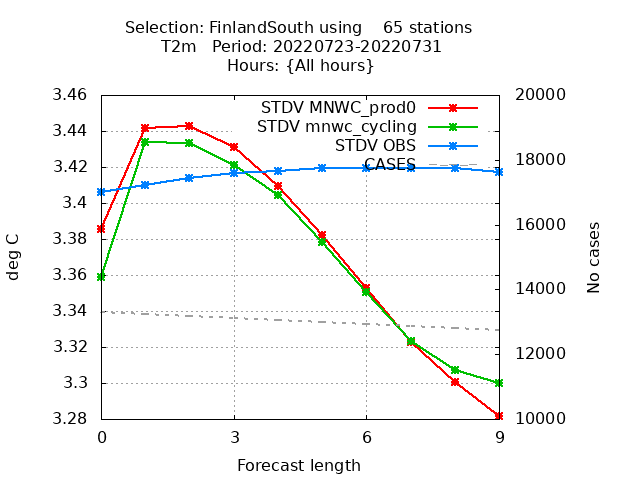 Selection: FinlandSouth using    65 stations
T2m   Period: 20220723-20220731
Hours: {All hours}
STDV MNWC_prod0
STDV mnwc_cycling
STDV OBS
CASES
3.46
3.44
3.42
3.4
3.38
3.36
3.34
3.32
3.3
3.28
20000
18000
16000
14000
12000
10000
deg C
No cases
0
3
6
9
Forecast length